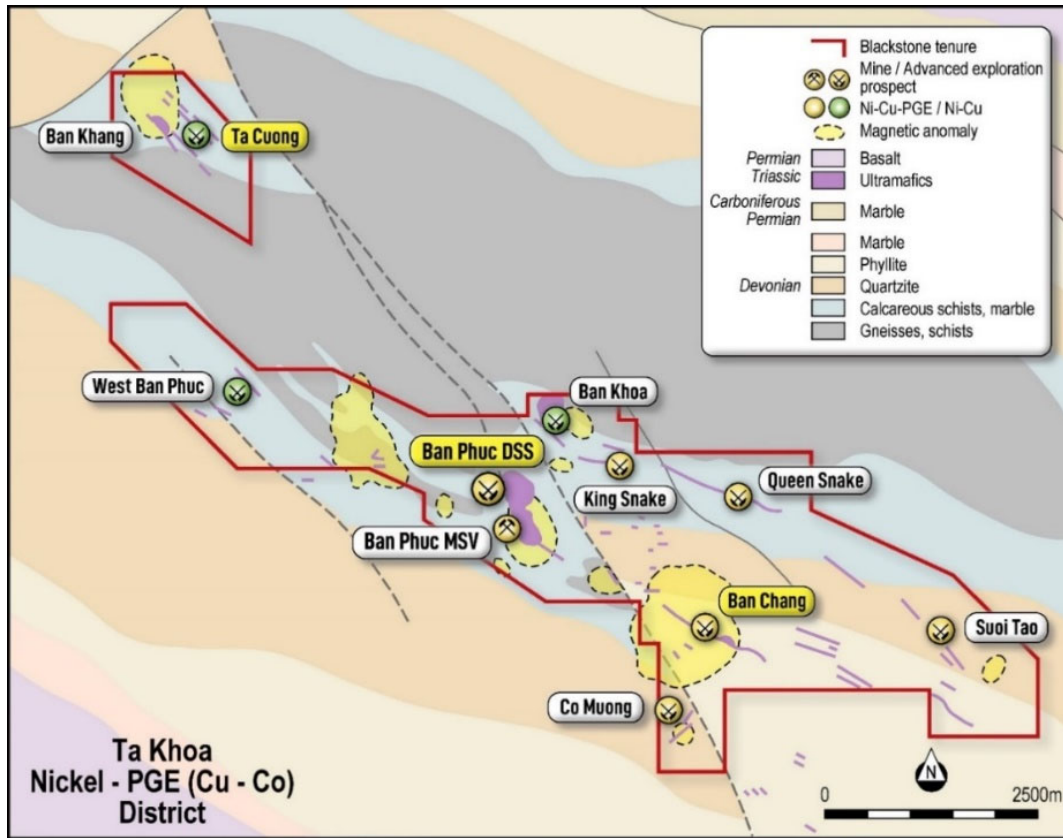 Blackstone tenure
Mine / Advanced exploration
prospect
Ni-Cu-PGE / Ni-Cu
Magnetic anomaly
Permian
Triassic
Basalt
Ultramafics
Carboniferous
Permian
Marble
Marble
Phyllite
Devonian
Quartzite
Calcareous schists, marble
Gneisses, schists
Ban Khang
Ta Cuong
West Ban Phuc
Ban Khoa
Ban Phuc DSS
King Snake
Queen Snake
Ban Phuc MSV
Ban Chang
Suoi Tao
Co Muong
Ta Khoa
Nickel - PGE (Cu - Co)
District
N
0
2500m